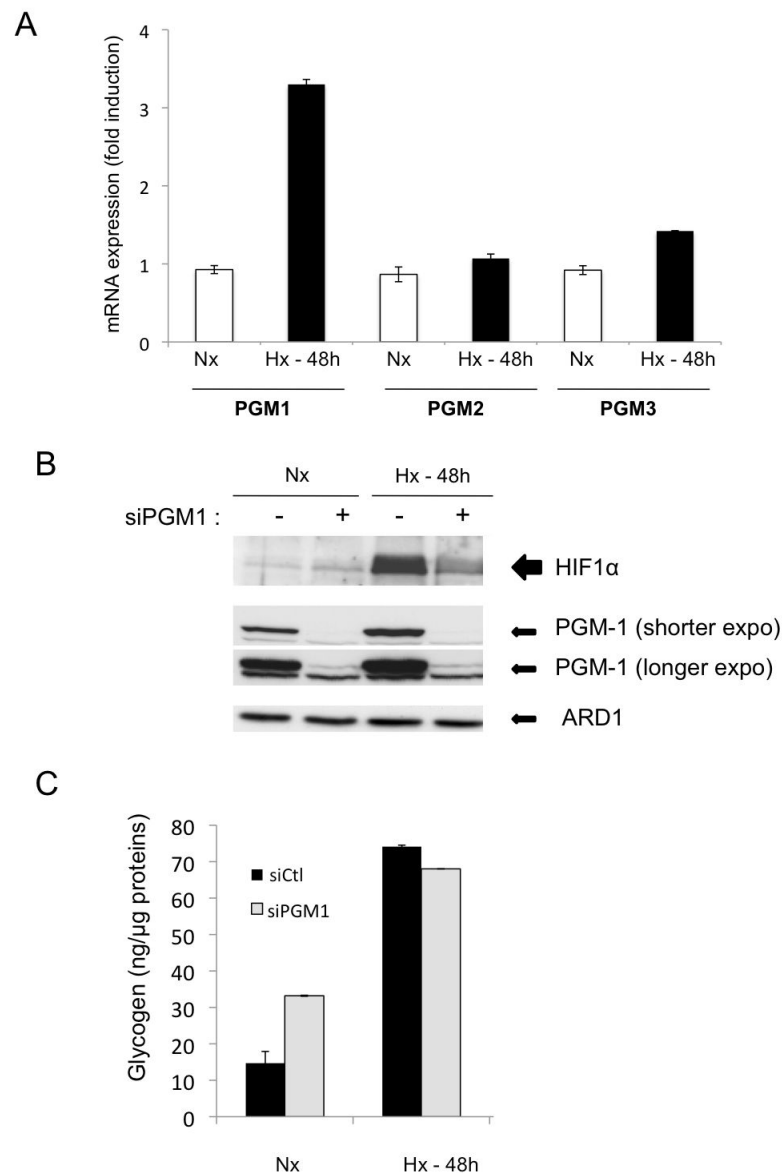 A
mRNA expression (fold induction)
4
3
2
1
0
Nx Hx - 48h Nx Hx - 48h Nx Hx - 48h
PGM1 PGM2 PGM3
B
Nx Hx - 48h
siPGM1 : - + - +
HIF1α
PGM-1 (shorter expo)
PGM-1 (longer expo)
ARD1
C
Glycogen (ng/µg proteins)
80
70
60
50
40
30
20
10
0
siCtl
siPGM1
Nx Hx - 48h